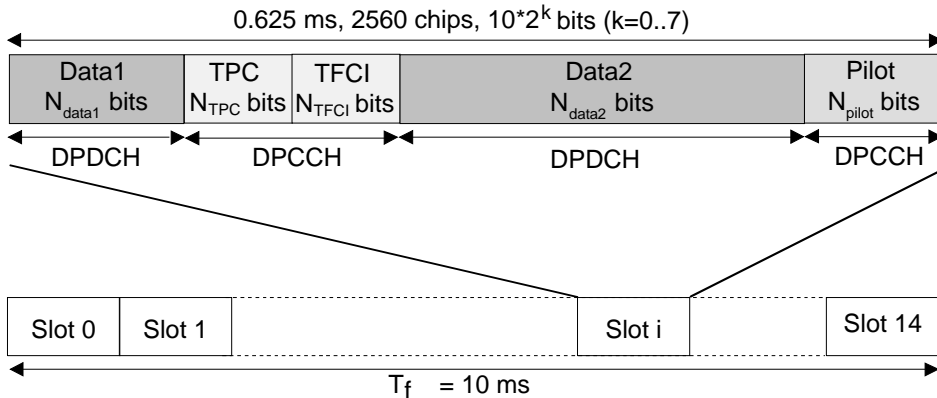 0.625 ms, 2560 chips, 10*2^k bits (k=0..7)
Data1 TPC TFCI Data2 Pilot
N_data1 bits N_TPC bits N_TFCI bits N_data2 bits N_pilot bits
DPDCH DPCCH DPDCH DPCCH
Slot 0 Slot 1 Slot i Slot 14
T_f = 10 ms